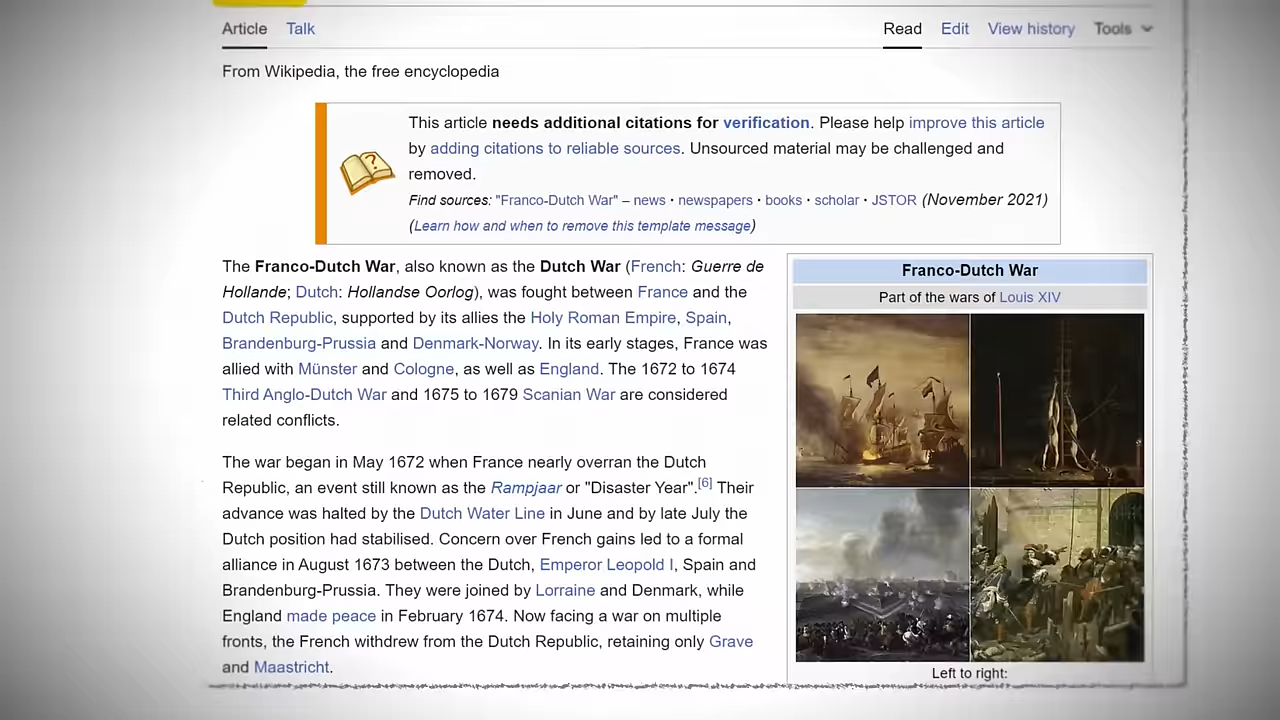 Article Talk Read Edit View history Tools
From Wikipedia, the free encyclopedia
This article needs additional citations for verification. Please help improve this article
by adding citations to reliable sources. Unsourced material may be challenged and
removed.
Find sources: "Franco-Dutch War" – news · newspapers · books · scholar · JSTOR (November 2021)
(Learn how and when to remove this template message)
The Franco-Dutch War, also known as the Dutch War (French: Guerre de
Hollande; Dutch: Hollandse Oorlog), was fought between France and the
Dutch Republic, supported by its allies the Holy Roman Empire, Spain,
Brandenburg-Prussia and Denmark-Norway. In its early stages, France was
allied with Münster and Cologne, as well as England. The 1672 to 1674
Third Anglo-Dutch War and 1675 to 1679 Scanian War are considered
related conflicts.
The war began in May 1672 when France nearly overran the Dutch
Republic, an event still known as the Rampjaar or "Disaster Year".[6] Their
advance was halted by the Dutch Water Line in June and by late July the
Dutch position had stabilised. Concern over French gains led to a formal
alliance in August 1673 between the Dutch, Emperor Leopold I, Spain and
Brandenburg-Prussia. They were joined by Lorraine and Denmark, while
England made peace in February 1674. Now facing a war on multiple
fronts, the French withdrew from the Dutch Republic, retaining only Grave
and Maastricht.
Franco-Dutch War
Part of the wars of Louis XIV
Left to right: